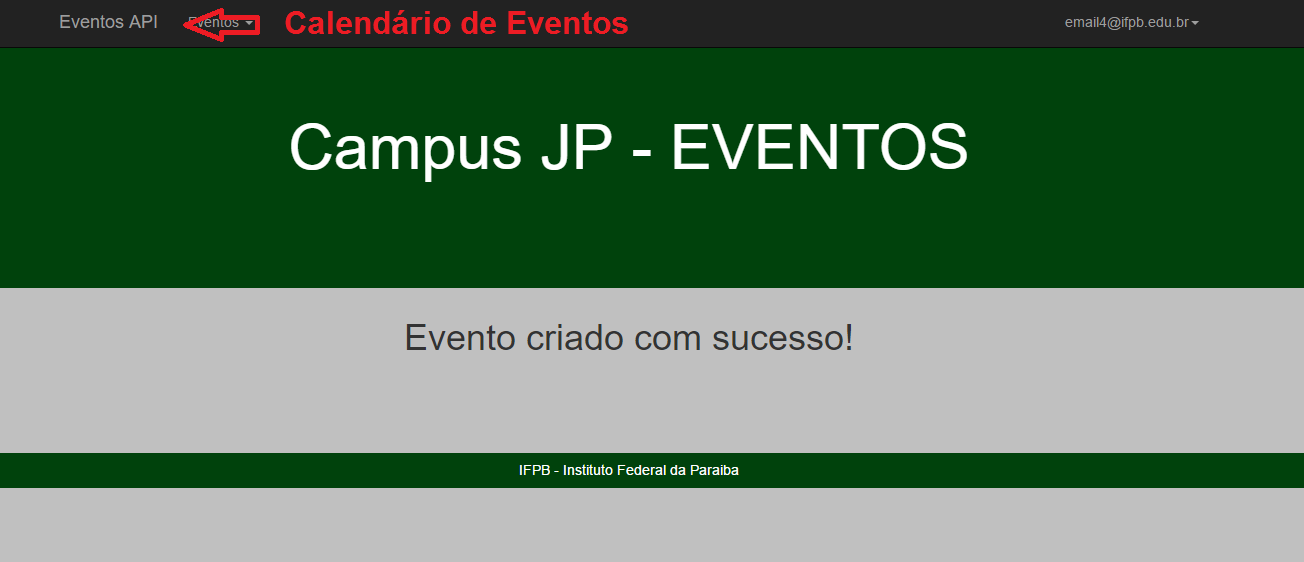 Eventos API Eventos Calendário de Eventos email4@ifpb.edu.br
Campus JP - EVENTOS
Evento criado com sucesso!
IFPB - Instituto Federal da Paraiba